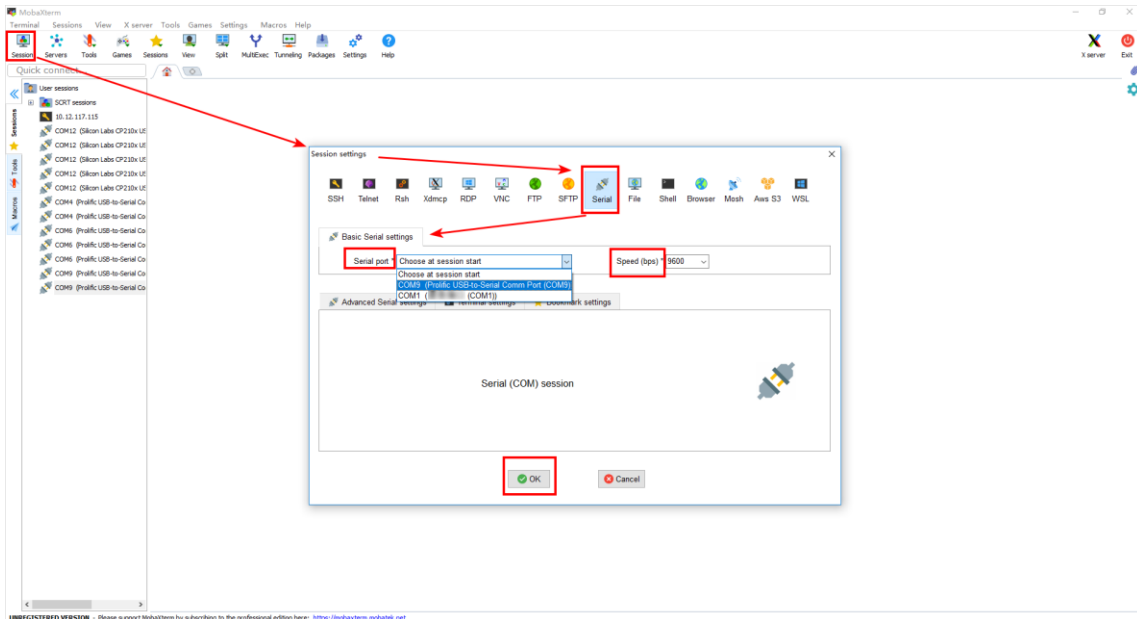 MobaXterm
Terminal Sessions View X server Tools Games Settings Macros Help
Session Servers Tools Games Sessions View Split MultiExec Tunneling Packages Settings Help X server Exit
Quick connect...
User sessions
SCRT sessions
10.12.117.115
COM12 (Silicon Labs CP210x US
COM12 (Silicon Labs CP210x US
COM12 (Silicon Labs CP210x US
COM12 (Silicon Labs CP210x US
COM12 (Silicon Labs CP210x US
COM4 (Prolific USB-to-Serial Co
COM4 (Prolific USB-to-Serial Co
COM6 (Prolific USB-to-Serial Co
COM6 (Prolific USB-to-Serial Co
COM6 (Prolific USB-to-Serial Co
COM9 (Prolific USB-to-Serial Co
COM9 (Prolific USB-to-Serial Co
Sessions
Tools
Macros
Session settings
SSH Telnet Rsh Xdmcp RDP VNC FTP SFTP Serial File Shell Browser Mosh Aws S3 WSL
Basic Serial settings
Serial port * Choose at session start Speed (bps) * 9600
Choose at session start
COM9 (Prolific USB-to-Serial Comm Port (COM9)
COM1 ( (COM1))
Advanced Serial settings Terminal settings Bookmark settings
Serial (COM) session
OK Cancel
UNREGISTERED VERSION - Please support MobaXterm by subscribing to the professional edition here: https://mobaxterm.mobatek.net